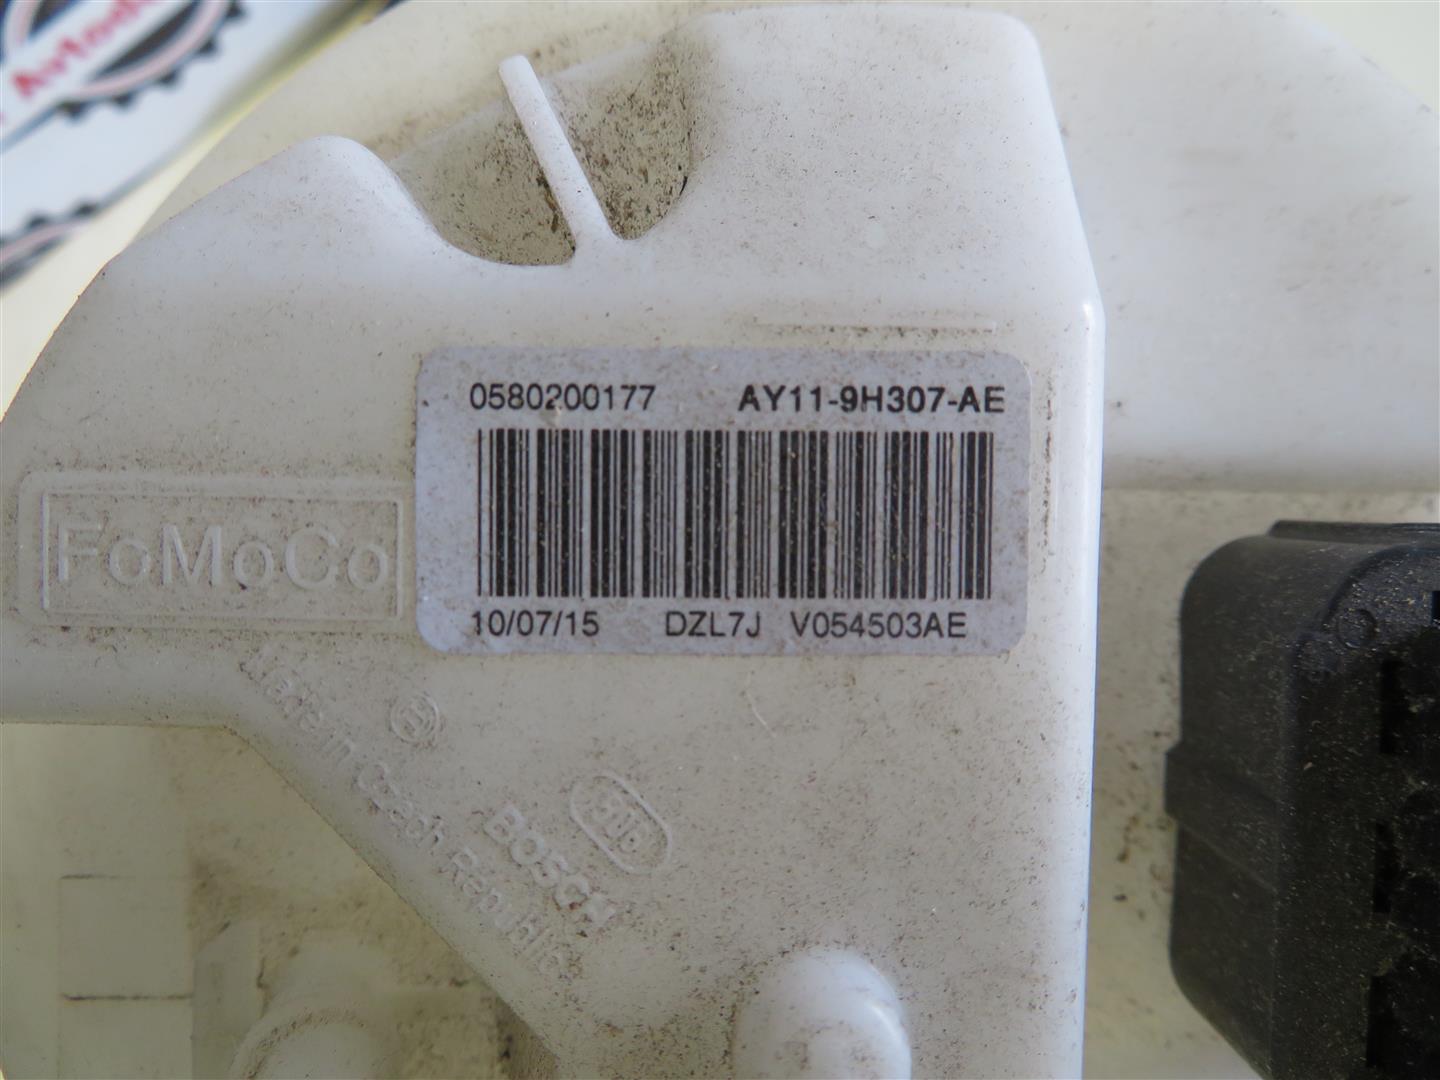 0580200177 AY11-9H307-AE
FoMoCo
10/07/15 DZL7J V054503AE
Made in Czech Republic
BOSCH